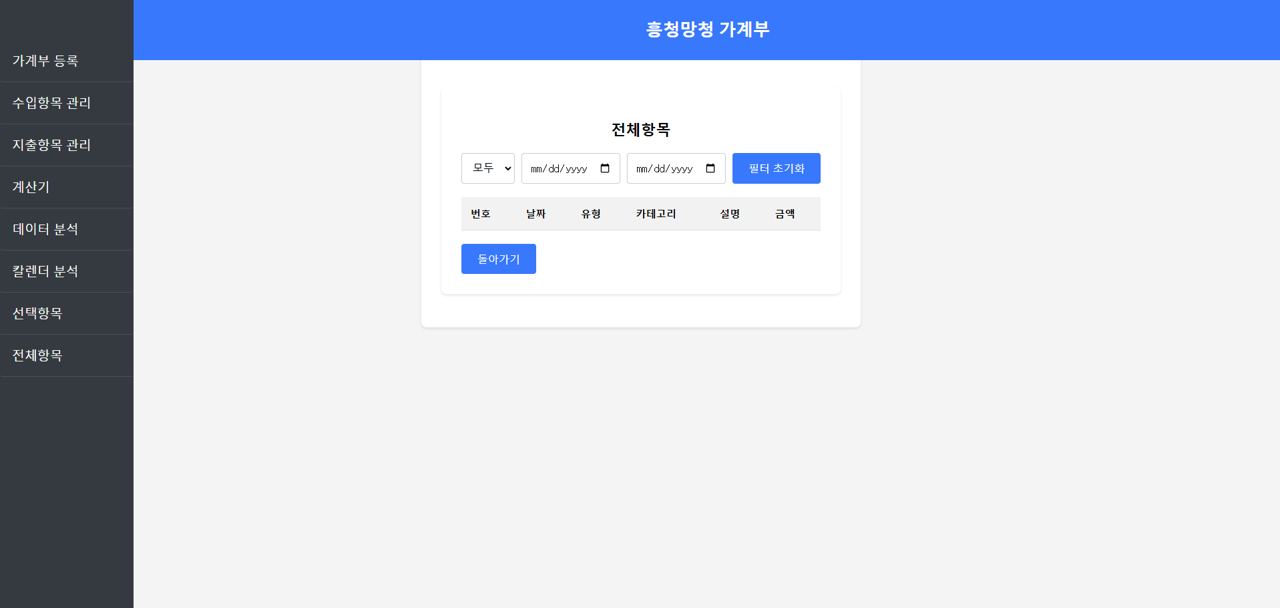 흥청망청 가계부
가계부 등록
수입항목 관리
지출항목 관리
계산기
데이터 분석
칼렌더 분석
선택항목
전체항목
전체항목
모두 mm/dd/yyyy mm/dd/yyyy 필터 초기화
번호 날짜 유형 카테고리 설명 금액
돌아가기